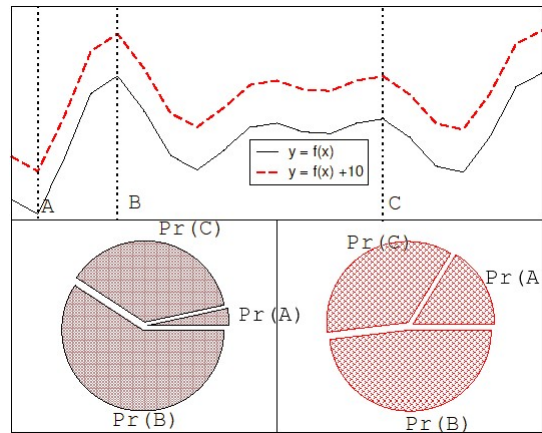 A
B
C
y = f(x)
y = f(x) +10
Pr(C)
Pr(A)
Pr(B)
Pr(C)
Pr(A
Pr(B)